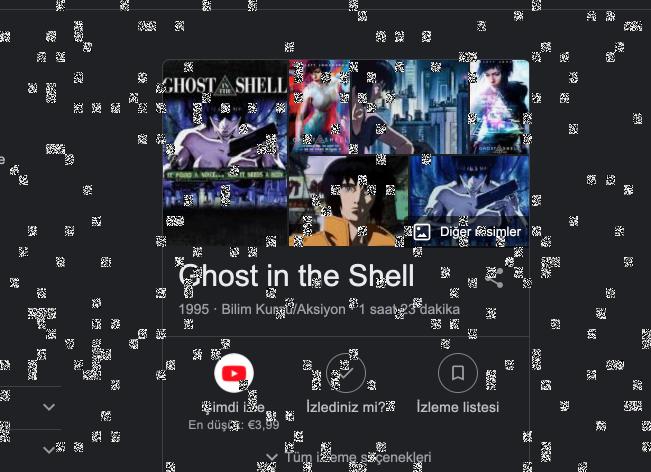 GHOST IN THE SHELL
Diğer resimler
Ghost in the Shell
1995 · Bilim Kurgu/Aksiyon · 1 saat 23 dakika
Şimdi izle
İzlediniz mi?
İzleme listesi
En düşük: €3,99
Tüm izleme seçenekleri